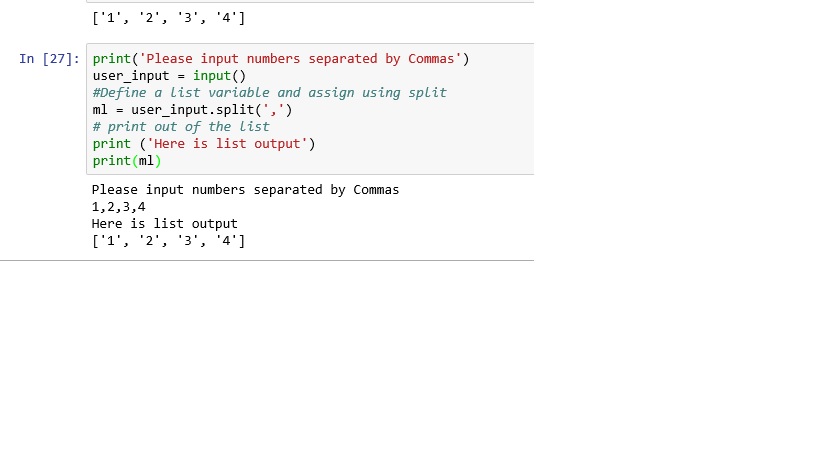 ['1', '2', '3', '4']
In [27]: print('Please input numbers separated by Commas')
user_input = input()
#Define a list variable and assign using split
ml = user_input.split(',')
# print out of the list
print ('Here is list output')
print(ml)
Please input numbers separated by Commas
1,2,3,4
Here is list output
['1', '2', '3', '4']